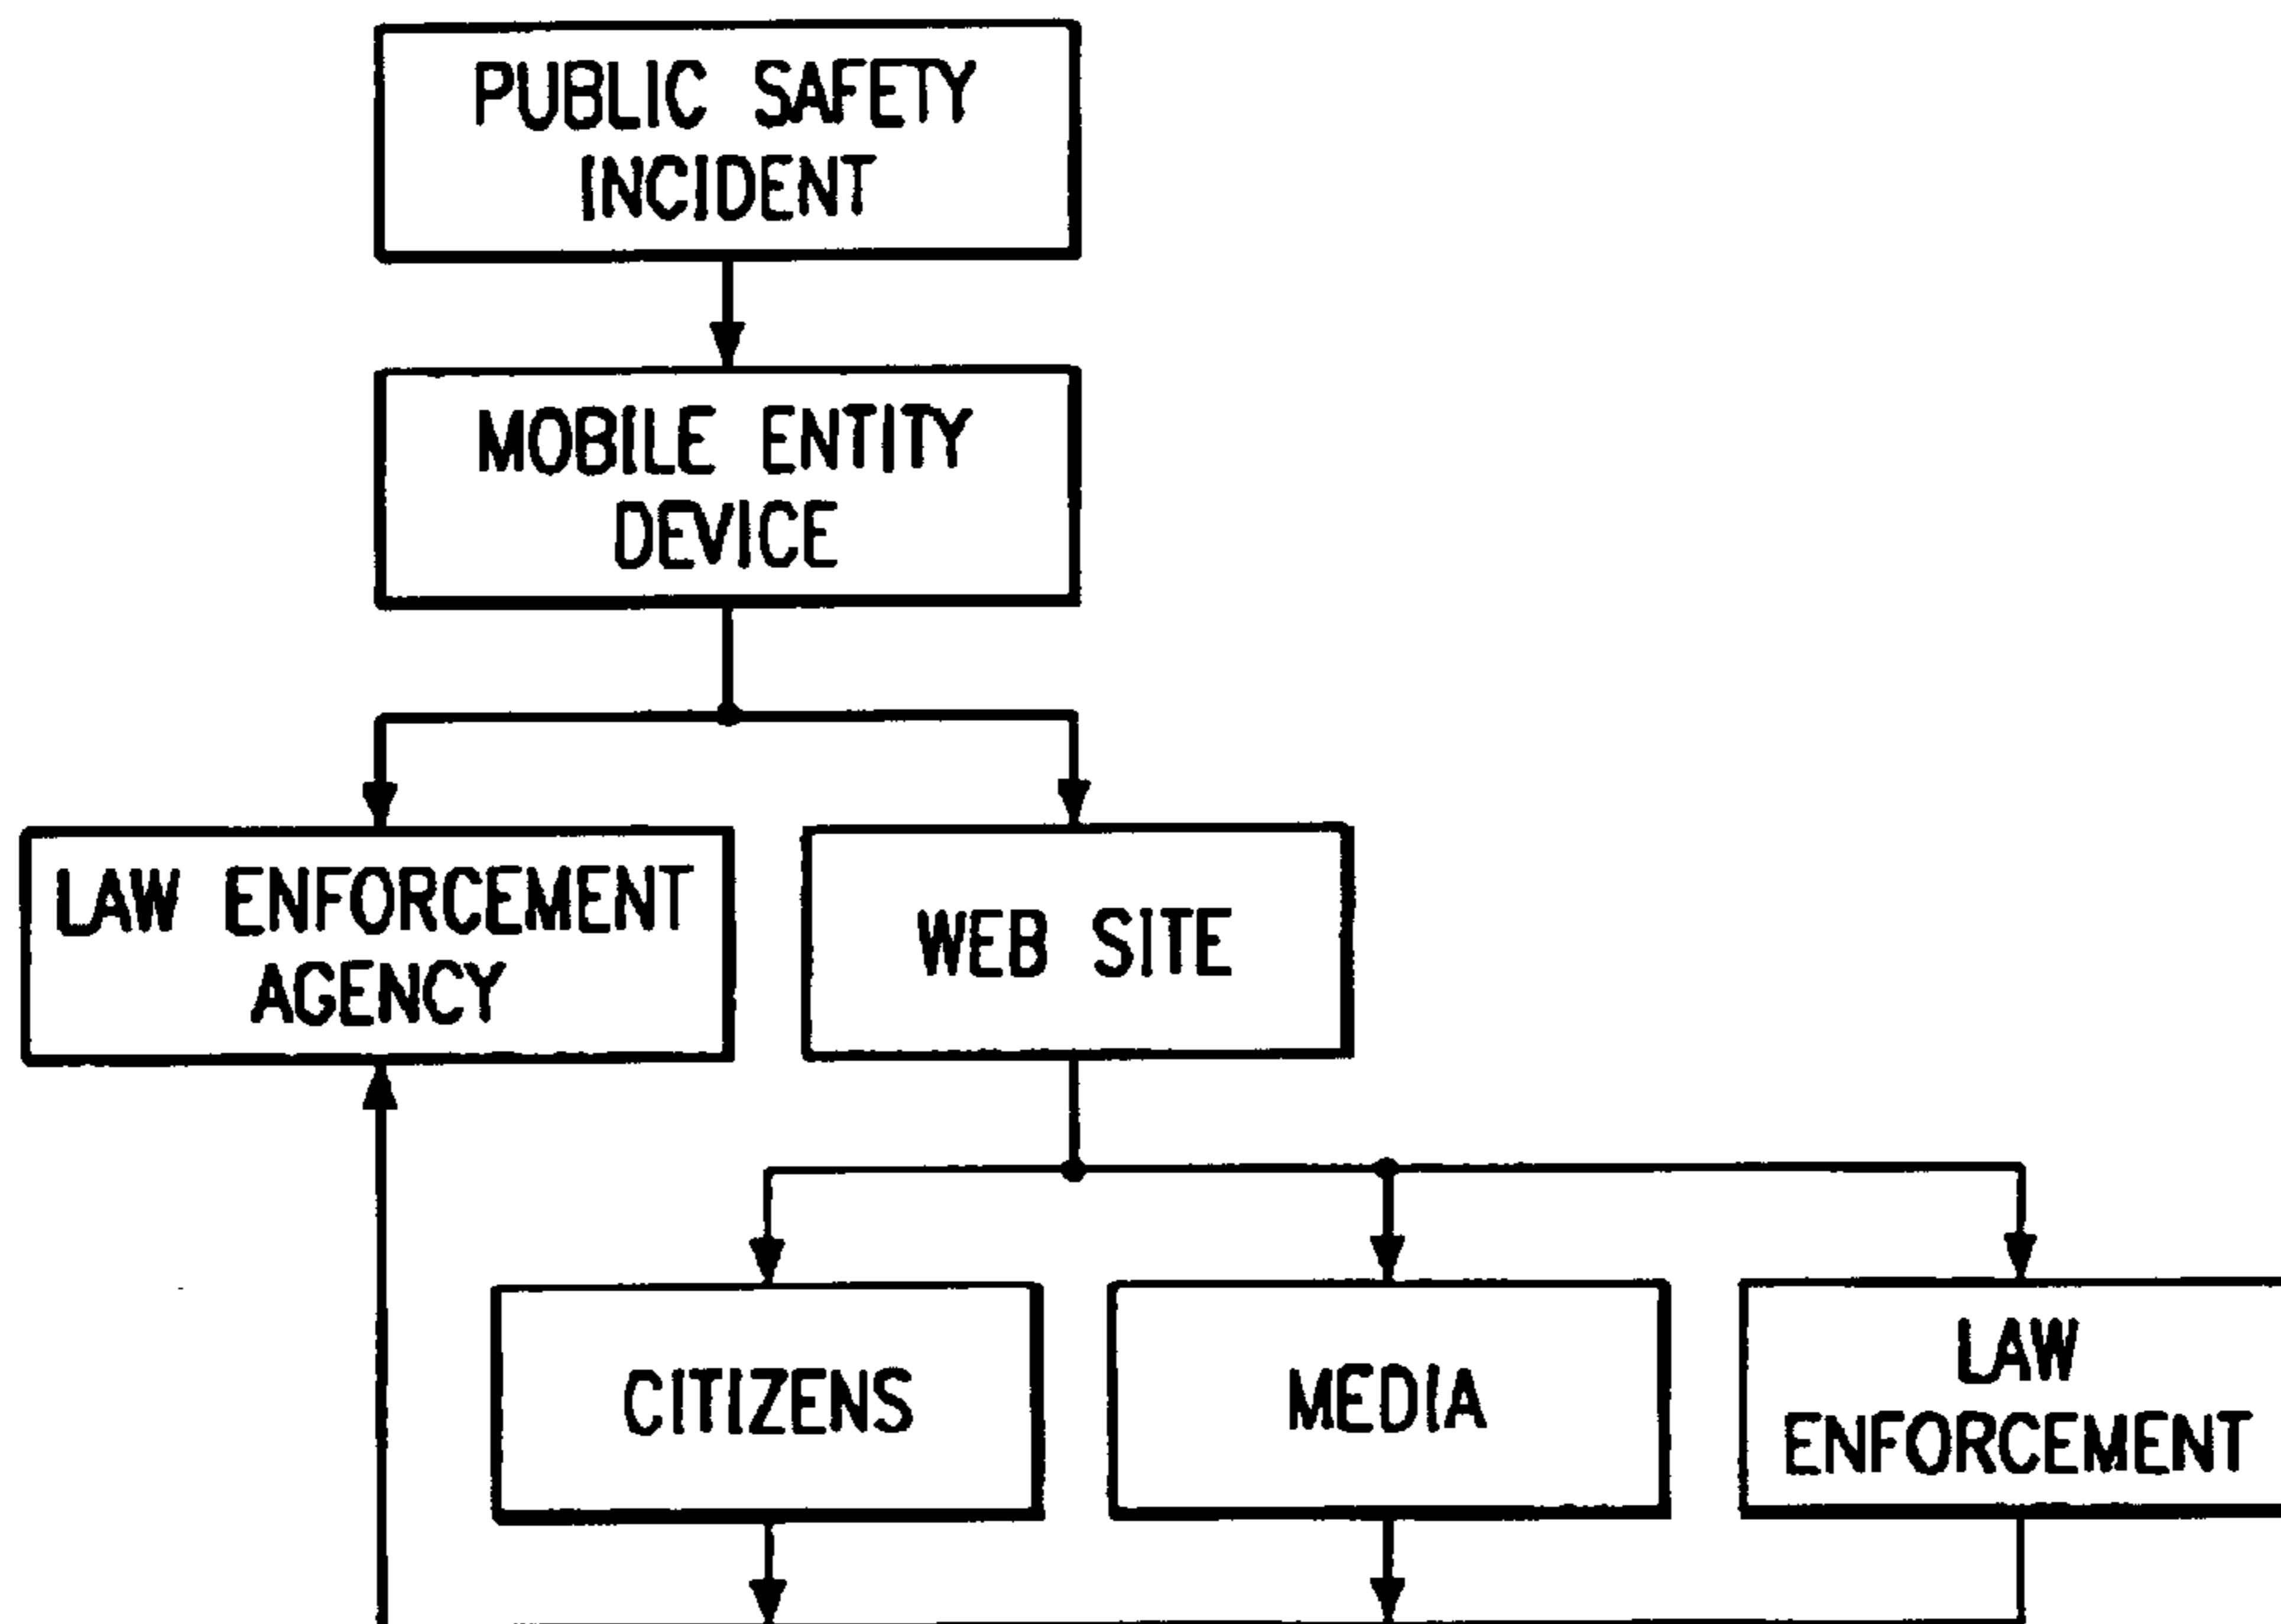 PUBLIC SAFETY
INCIDENT
MOBILE ENTITY
DEVICE
LAW ENFORCEMENT
AGENCY
WEB SITE
CITIZENS
MEDIA
LAW
ENFORCEMENT